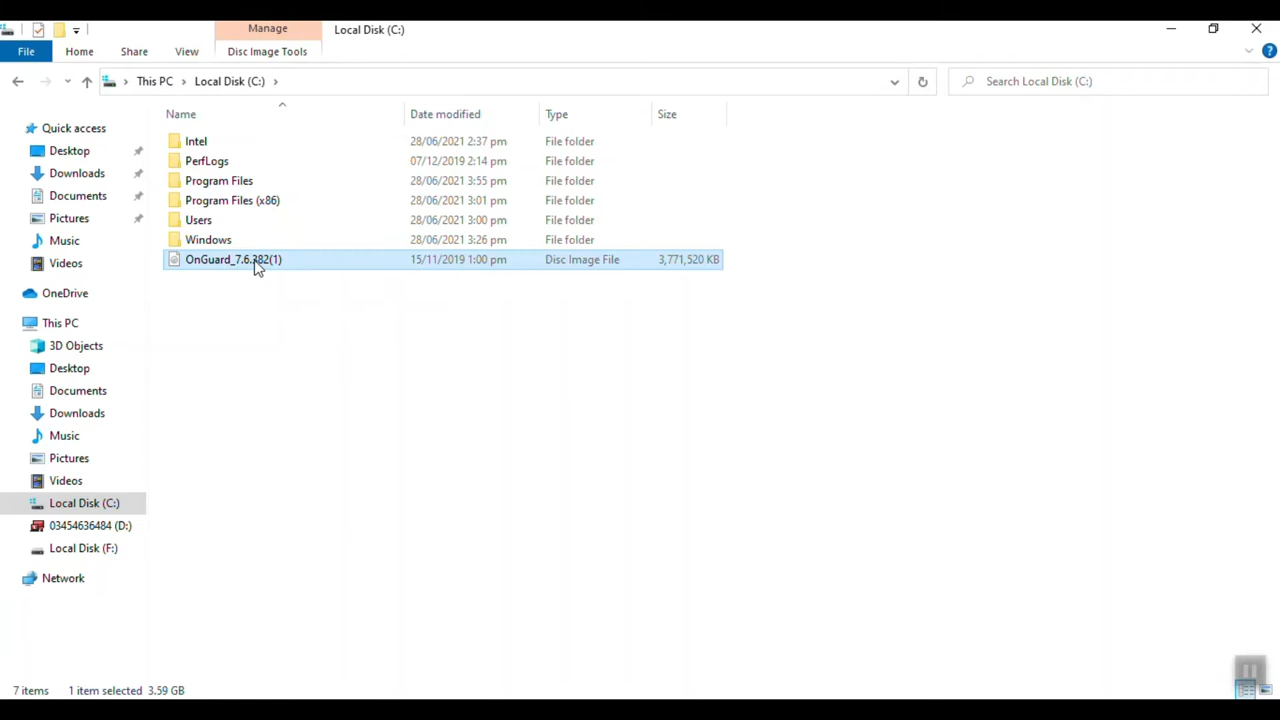 Manage
Local Disk (C:)
File
Home
Share
View
Disc Image Tools
This PC
Local Disk (C:)
Search Local Disk (C:)
Name
Date modified
Type
Size
Quick access
Desktop
Downloads
Documents
Pictures
Music
Videos
OneDrive
This PC
3D Objects
Desktop
Documents
Downloads
Music
Pictures
Videos
Local Disk (C:)
03454636484 (D:)
Local Disk (F:)
Network
Intel 28/06/2021 2:37 pm File folder
PerfLogs 07/12/2019 2:14 pm File folder
Program Files 28/06/2021 3:55 pm File folder
Program Files (x86) 28/06/2021 3:01 pm File folder
Users 28/06/2021 3:00 pm File folder
Windows 28/06/2021 3:26 pm File folder
OnGuard_7.6.382(1) 15/11/2019 1:00 pm Disc Image File 3,771,520 KB
7 items 1 item selected 3.59 GB